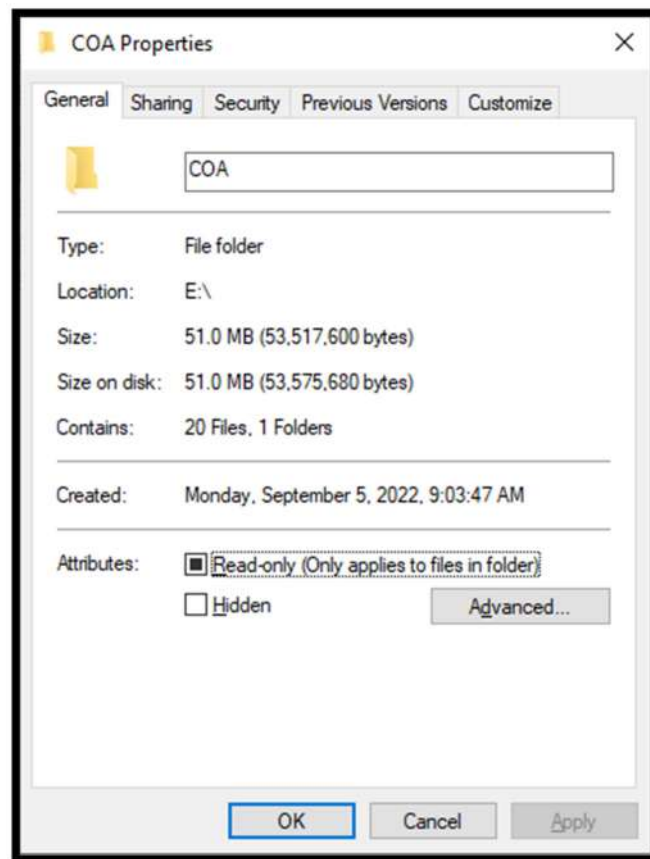 COA Properties
General Sharing Security Previous Versions Customize
COA
Type: File folder
Location: E:\
Size: 51.0 MB (53,517,600 bytes)
Size on disk: 51.0 MB (53,575,680 bytes)
Contains: 20 Files, 1 Folders
Created: Monday, September 5, 2022, 9:03:47 AM
Attributes: Read-only (Only applies to files in folder)
Hidden Advanced...
OK Cancel Apply